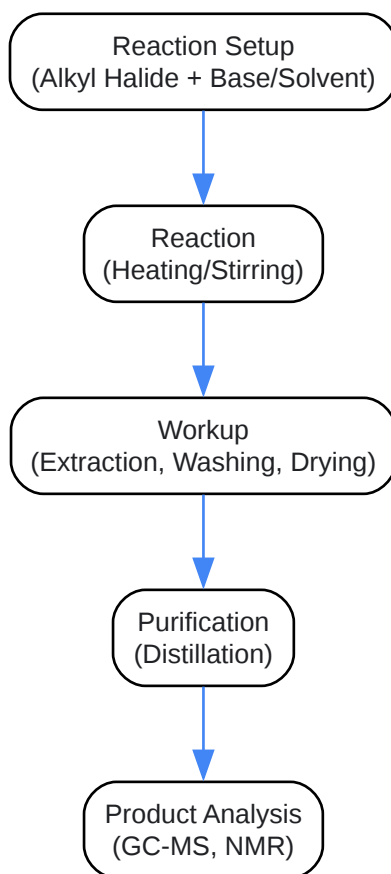 Reaction Setup
(Alkyl Halide + Base/Solvent)
Reaction
(Heating/Stirring)
Workup
(Extraction, Washing, Drying)
Purification
(Distillation)
Product Analysis
(GC-MS, NMR)